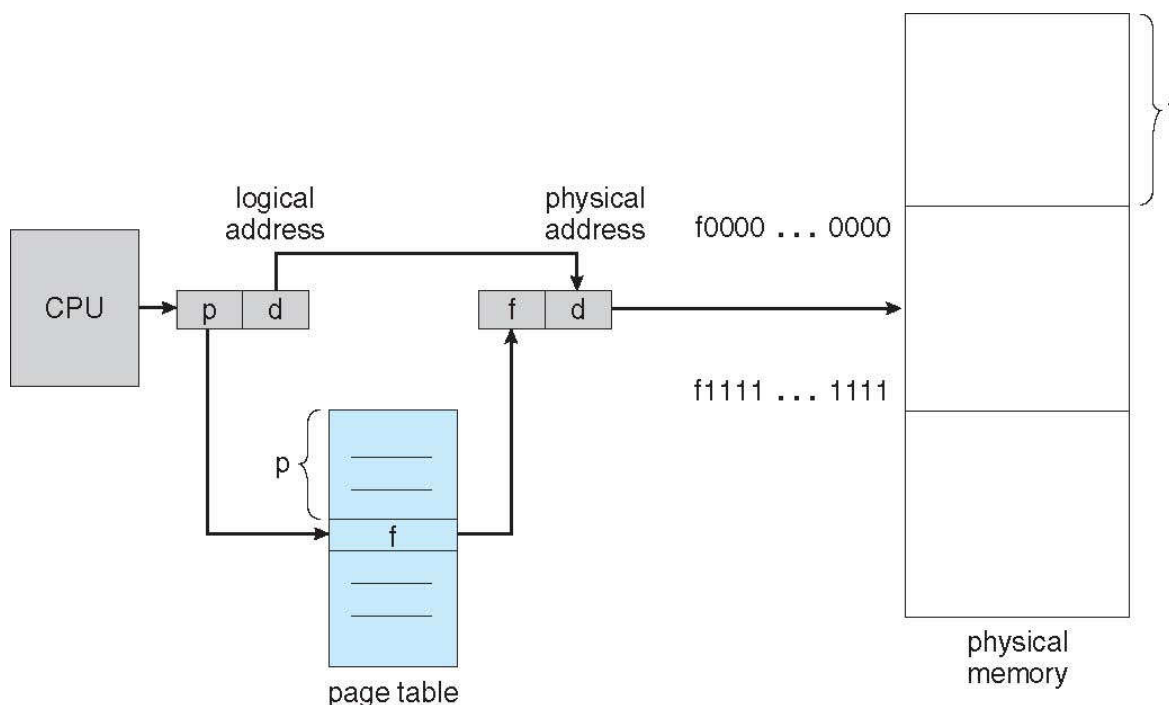 logical
address
physical
address
f0000 ... 0000
CPU
p
d
f
d
f1111 ... 1111
p
f
page table
physical
memory